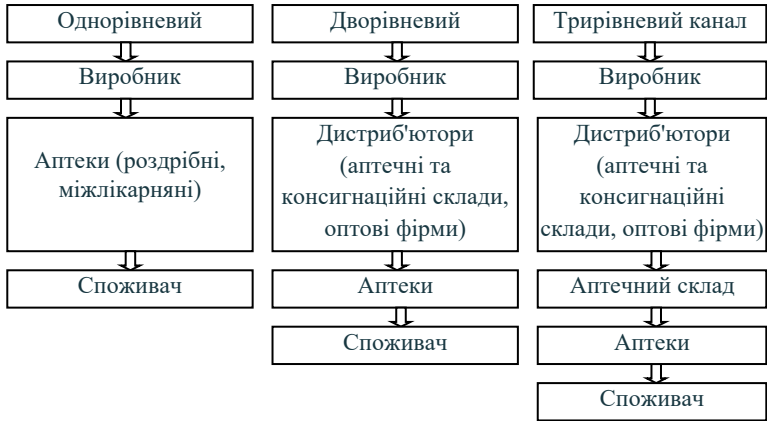 Однорівневий
Виробник
Аптеки (роздрібні,
міжлікарняні)
Споживач
Дворівневий
Виробник
Дистриб'ютори
(аптечні та
консигнаційні склади,
оптові фірми)
Аптеки
Споживач
Трирівневий канал
Виробник
Дистриб'ютори
(аптечні та
консигнаційні
склади, оптові фірми)
Аптечний склад
Аптеки
Споживач